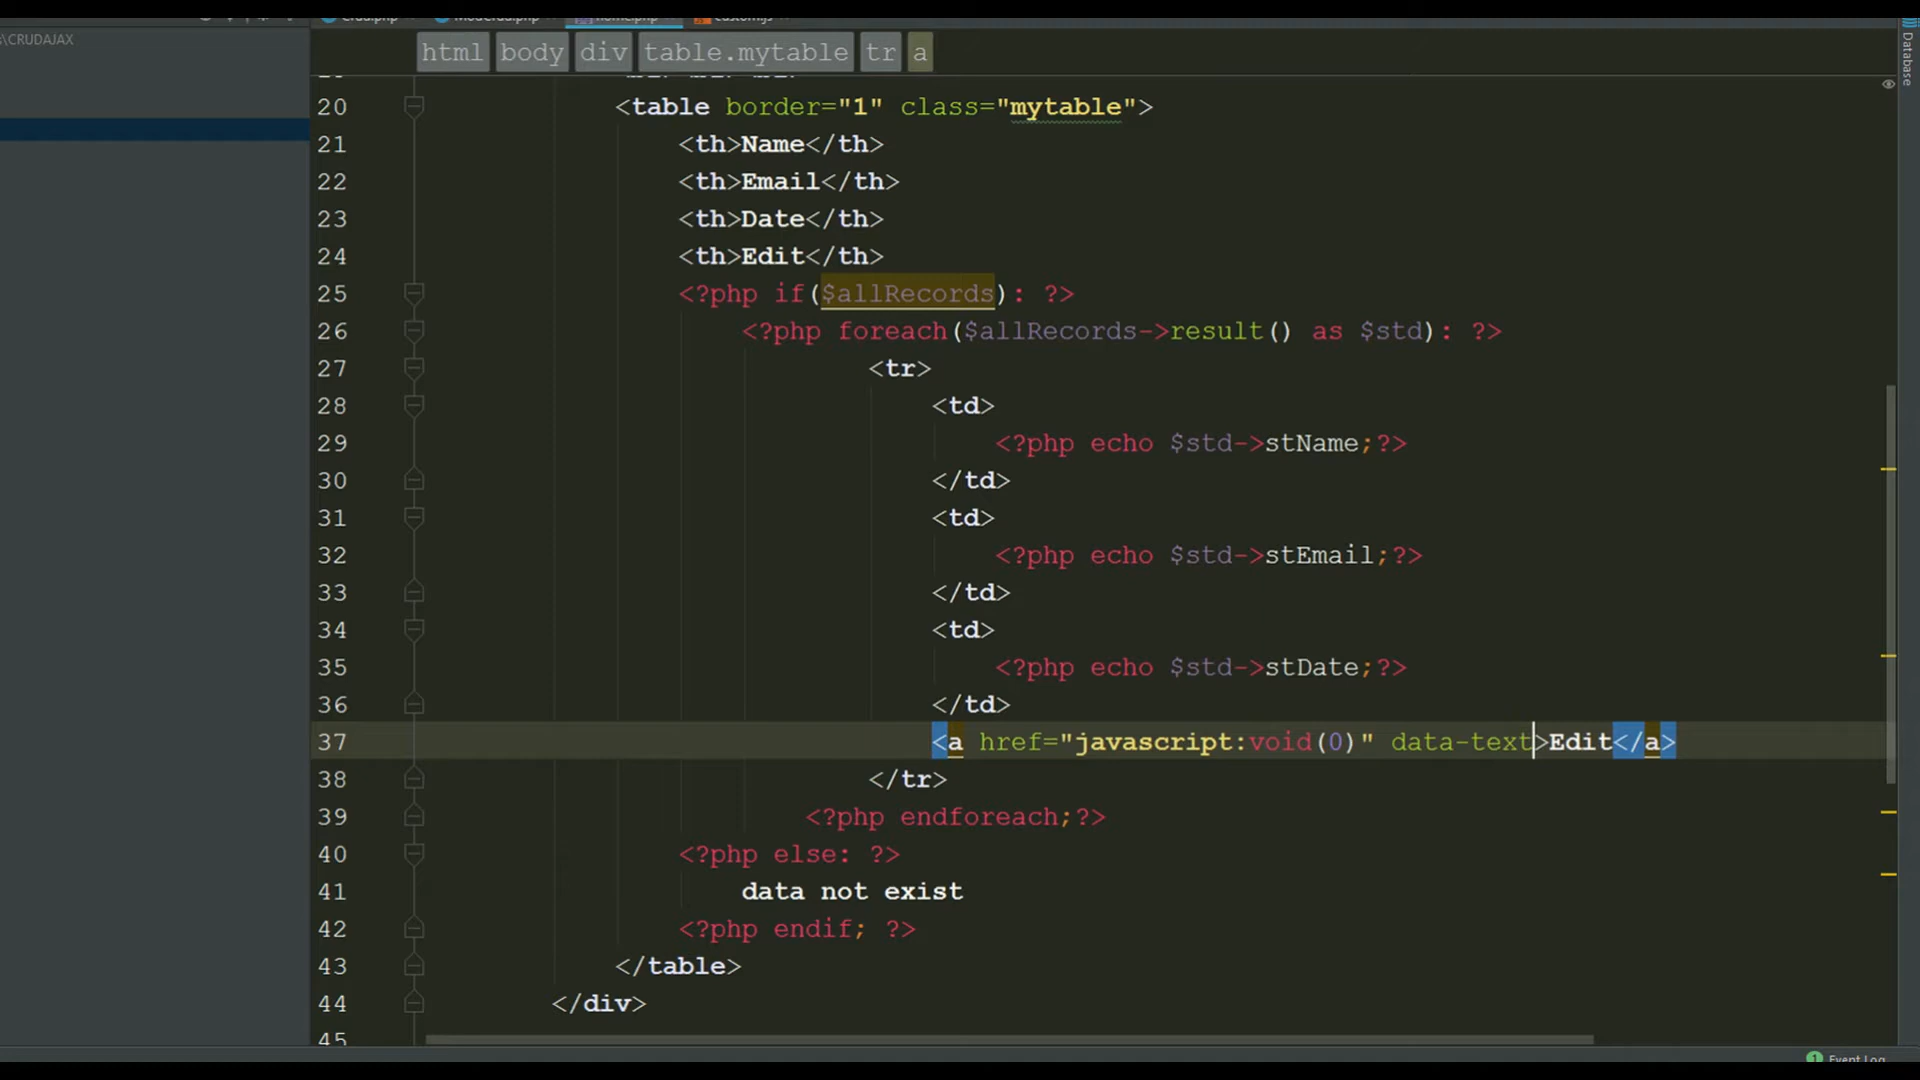 \CRUDAJAX
html body div table.mytable tr a
Database
20 <table border="1" class="mytable">
21 <th>Name</th>
22 <th>Email</th>
23 <th>Date</th>
24 <th>Edit</th>
25 <?php if($allRecords): ?>
26 <?php foreach($allRecords->result() as $std): ?>
27 <tr>
28 <td>
29 <?php echo $std->stName;?>
30 </td>
31 <td>
32 <?php echo $std->stEmail;?>
33 </td>
34 <td>
35 <?php echo $std->stDate;?>
36 </td>
37 <a href="javascript:void(0)" data-text>Edit</a>
38 </tr>
39 <?php endforeach;?>
40 <?php else: ?>
41 data not exist
42 <?php endif; ?>
43 </table>
44 </div>
45
1 Event Log